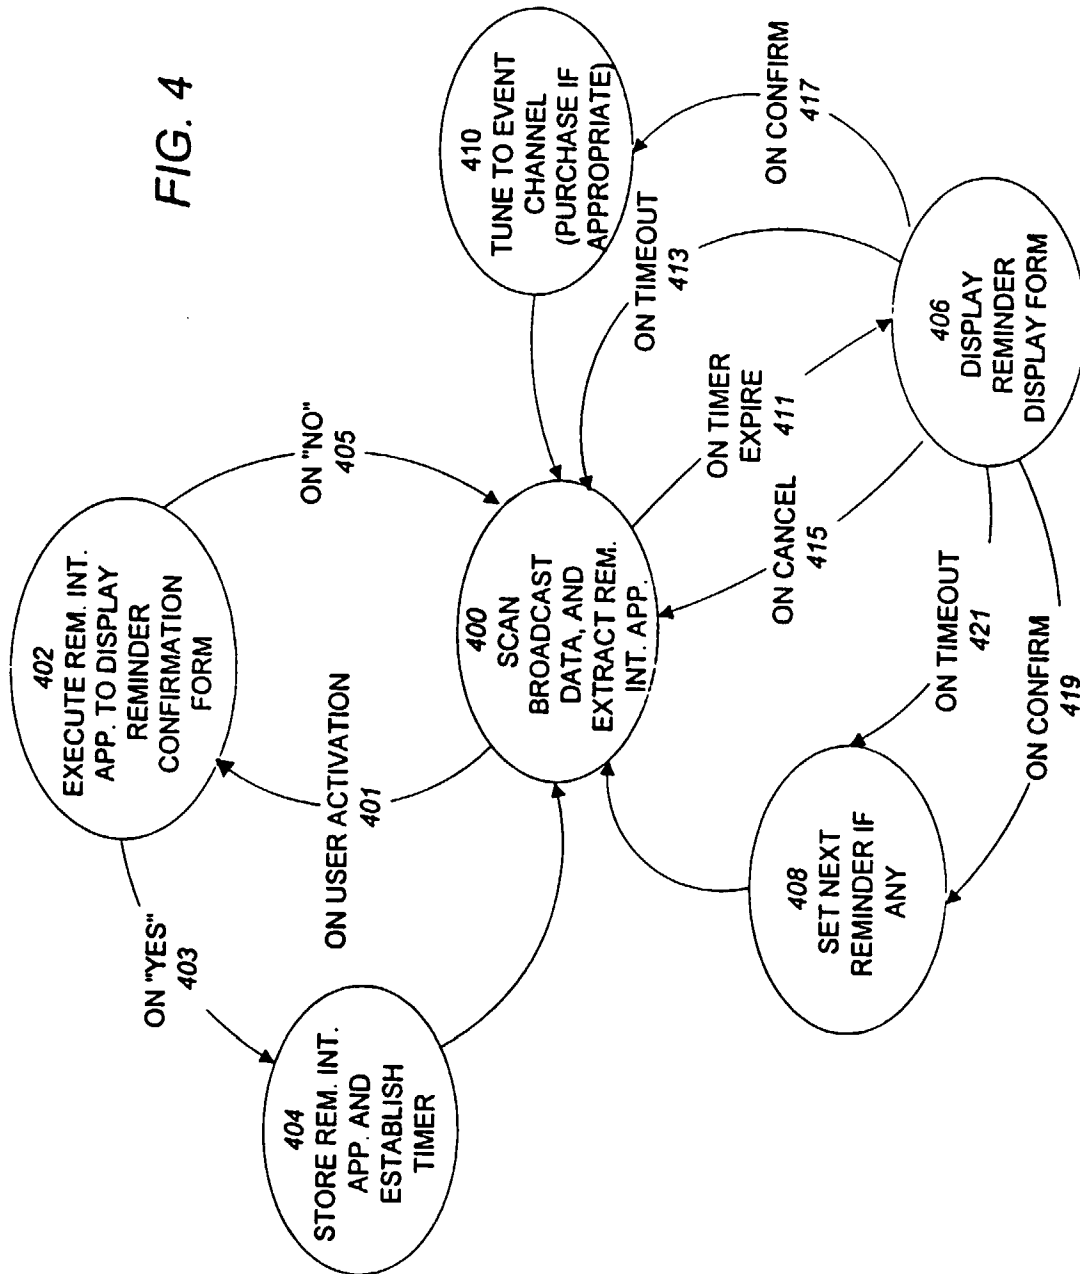 FIG. 4
402
EXECUTE REM. INT.
APP. TO DISPLAY
REMINDER
CONFIRMATION
FORM
ON "YES"
403
ON "NO"
405
ON USER ACTIVATION
401
404
STORE REM. INT.
APP. AND
ESTABLISH
TIMER
400
SCAN
BROADCAST
DATA, AND
EXTRACT REM.
INT. APP.
410
TUNE TO EVENT
CHANNEL
(PURCHASE IF
APPROPRIATE)
ON TIMEOUT
413
ON CONFIRM
417
ON TIMER
EXPIRE
411
ON CANCEL
415
406
DISPLAY
REMINDER
DISPLAY FORM
ON TIMEOUT
421
ON CONFIRM
419
408
SET NEXT
REMINDER IF
ANY